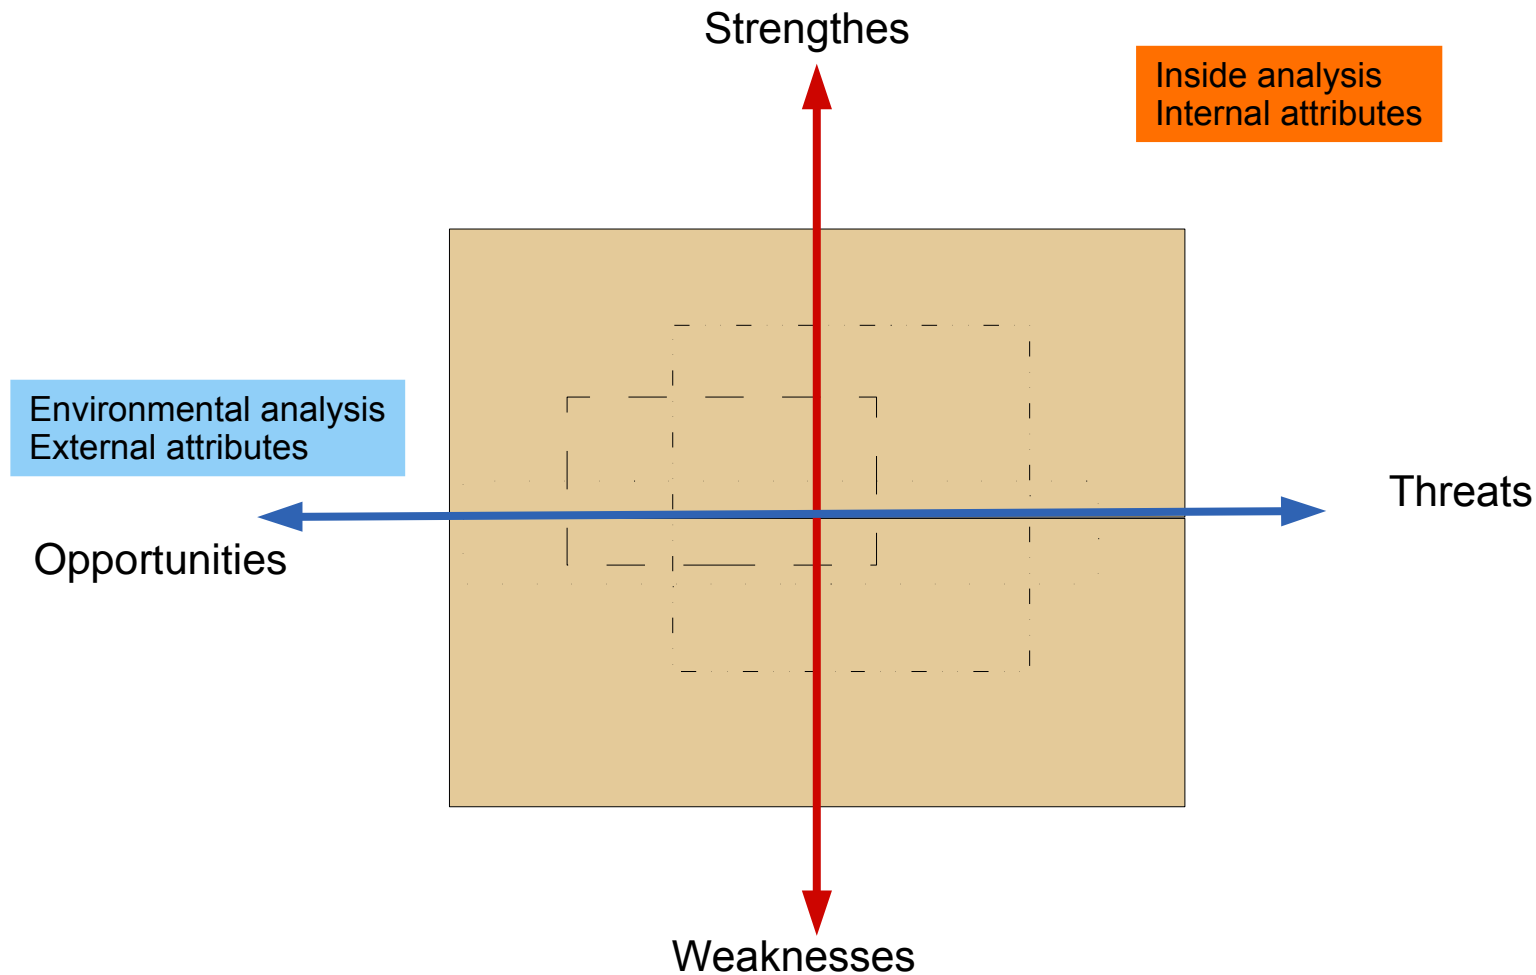 Strengthes
Inside analysis
Internal attributes
Environmental analysis
External attributes
Threats
Opportunities
Weaknesses